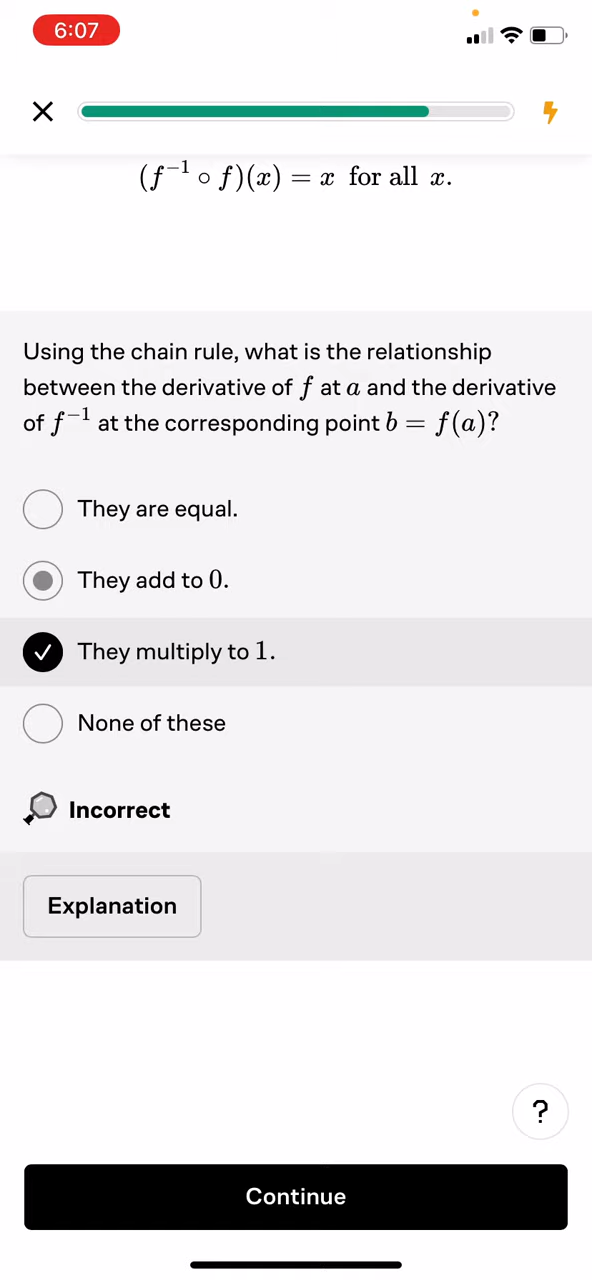 6:07
(f⁻¹ ∘ f)(x) = x for all x.
Using the chain rule, what is the relationship
between the derivative of f at a and the derivative
of f⁻¹ at the corresponding point b = f(a)?
They are equal.
They add to 0.
They multiply to 1.
None of these
Incorrect
Explanation
?
Continue